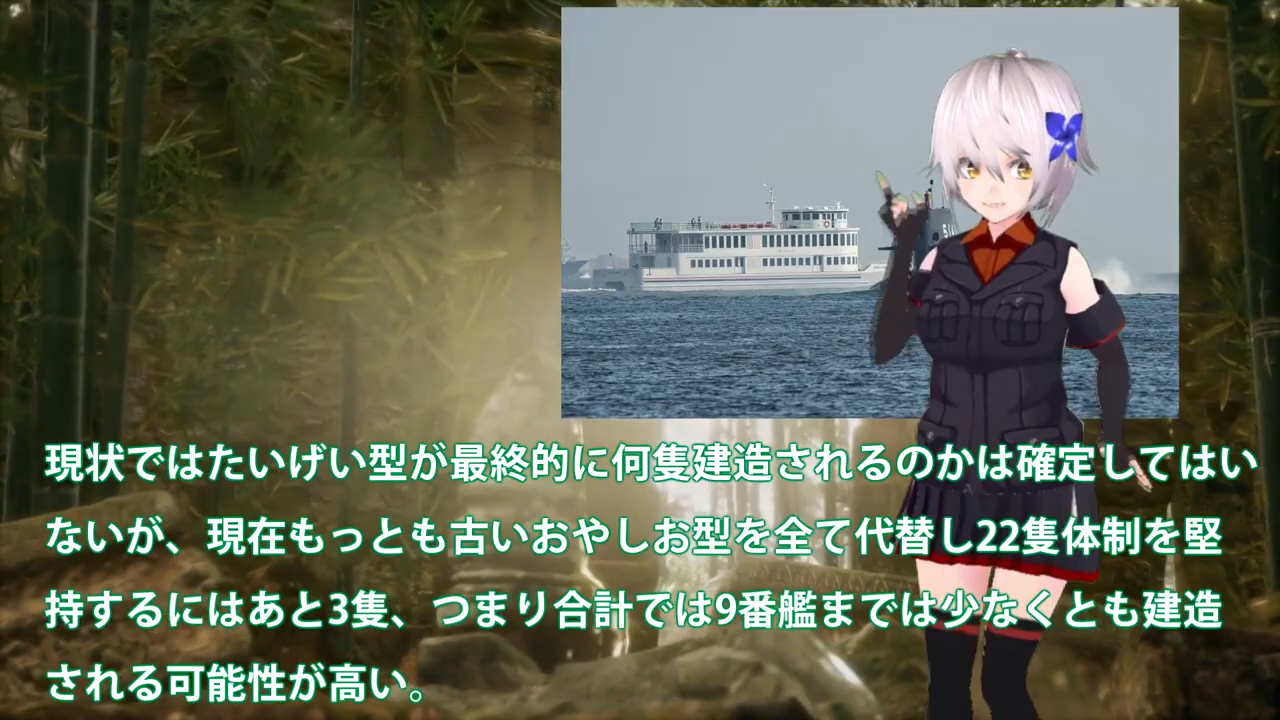 現状ではたいげい型が最終的に何隻建造されるのかは確定してはい
ないが、現在もっとも古いおやしお型を全て代替し22隻体制を堅
持するにはあと3隻、つまり合計では9番艦までは少なくとも建造
される可能性が高い。